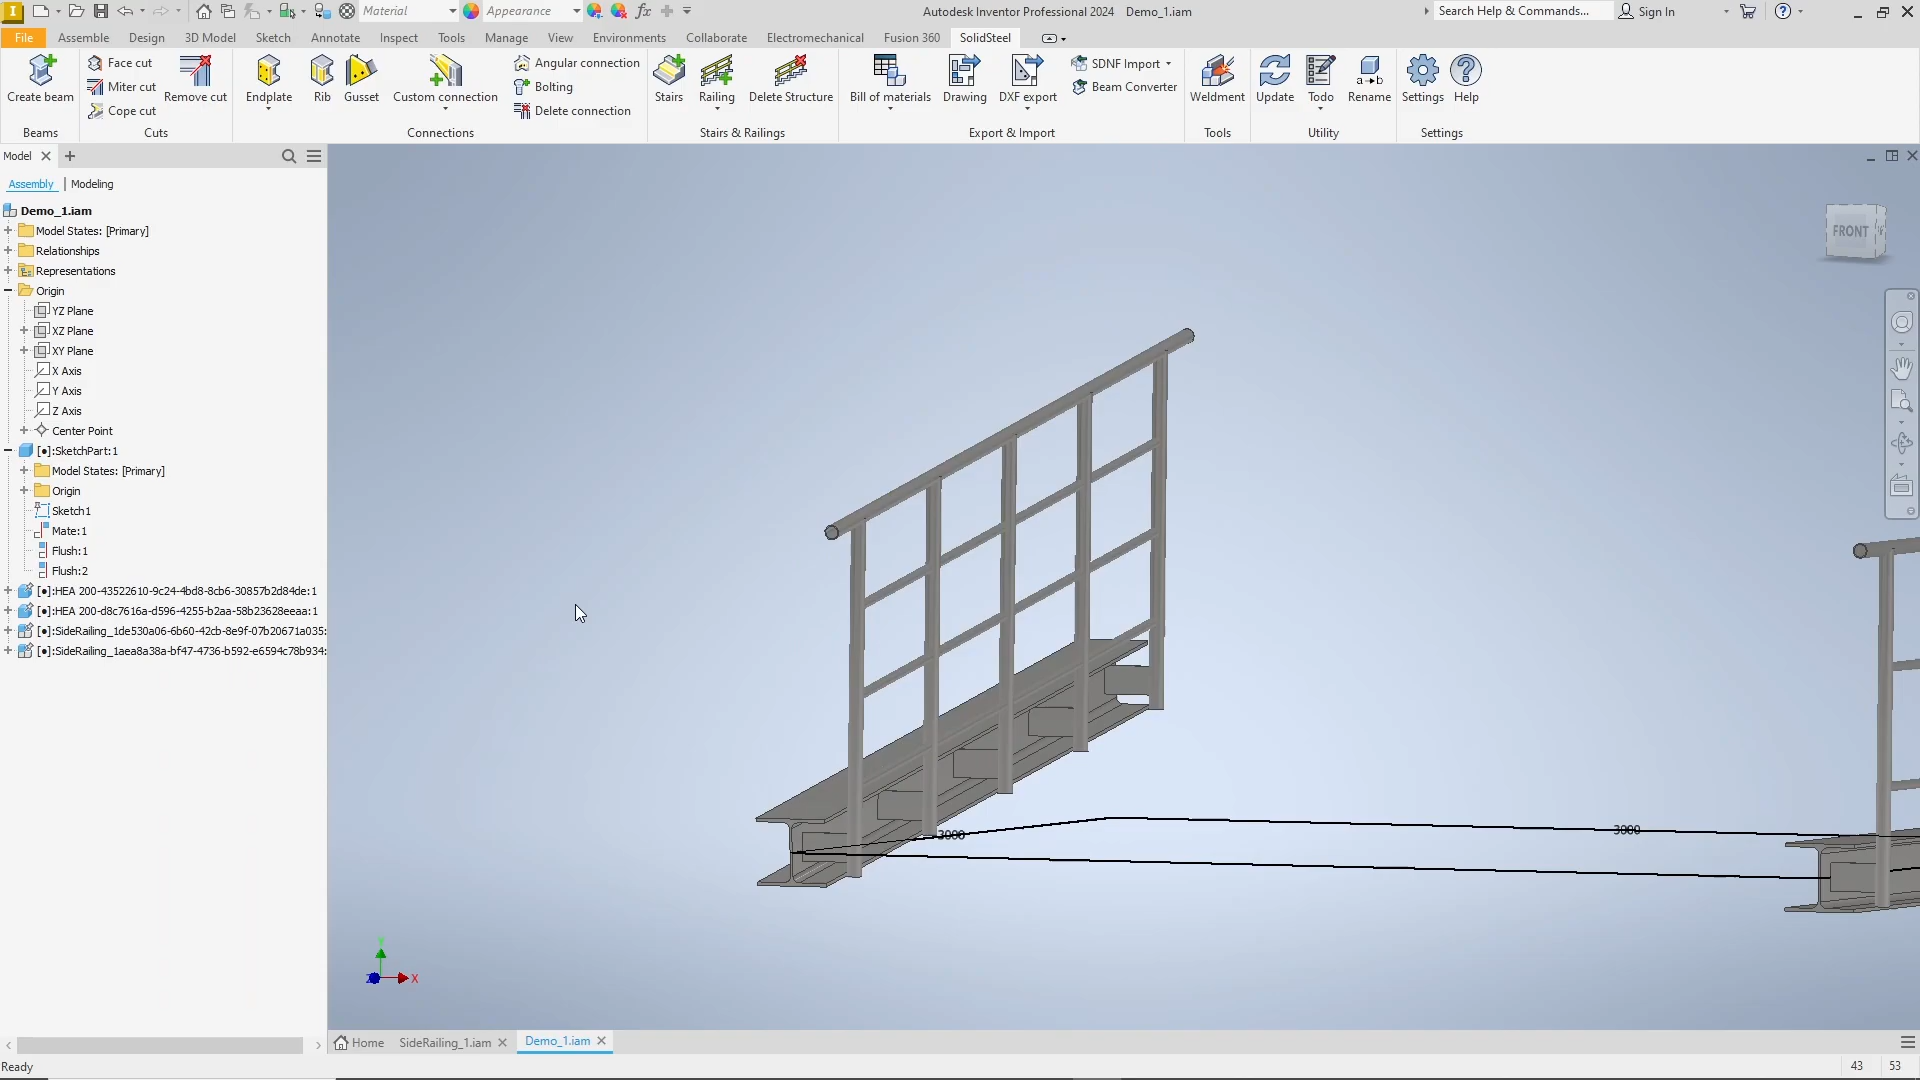 Material
Appearance
Autodesk Inventor Professional 2024 Demo_1.iam
Search Help & Commands...
Sign In
File Assemble Design 3D Model Sketch Annotate Inspect Tools Manage View Environments Collaborate Electromechanical Fusion 360 SolidSteel
Create beam
Beams
Face cut
Miter cut
Cope cut
Remove cut
Cuts
Endplate
Rib
Gusset
Custom connection
Angular connection
Bolting
Delete connection
Connections
Stairs
Railing
Delete Structure
Stairs & Railings
Bill of materials
Drawing
DXF export
SDNF Import
Beam Converter
Export & Import
Weldment
Tools
Update
Todo
Rename
Utility
Settings
Help
Settings
Model
Assembly | Modeling
Demo_1.iam
Model States: [Primary]
Relationships
Representations
Origin
YZ Plane
XZ Plane
XY Plane
X Axis
Y Axis
Z Axis
Center Point
[●]:SketchPart:1
Model States: [Primary]
Origin
Sketch1
Mate:1
Flush:1
Flush:2
[●]:HEA 200-43522610-9c24-4bd8-8cb6-30857b2d84de:1
[●]:HEA 200-d8c7616a-d596-4255-b2aa-58b23628eeaa:1
[●]:SideRailing_1de530a06-6b60-42cb-8e9f-07b20671a035:
[●]:SideRailing_1aea8a38a-bf47-4736-b592-e6594c78b934:
FRONT
3000
3000
Y
X
Home SideRailing_1.iam Demo_1.iam
Ready
43 53